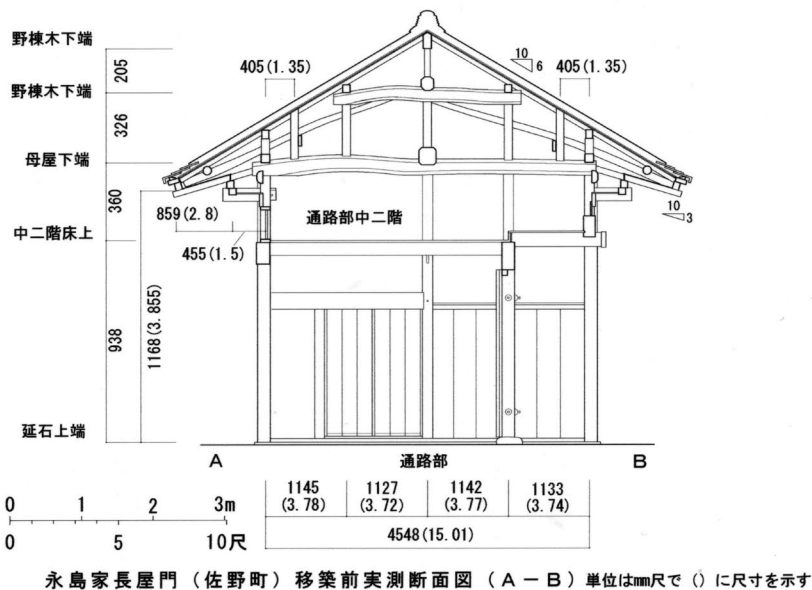 野棟木下端
205
野棟木下端
326
母屋下端
360
中二階床上
938
1168(3.855)
延石上端
405(1.35)
10
6
405(1.35)
859(2.8)
455(1.5)
通路部中二階
10
3
A
通路部
B
1145
(3.78)
1127
(3.72)
1142
(3.77)
1133
(3.74)
4548(15.01)
0 1 2 3m
0 5 10尺
永島家長屋門(佐野町)移築前実測断面図(A-B)単位はmm尺で()に尺寸を示す